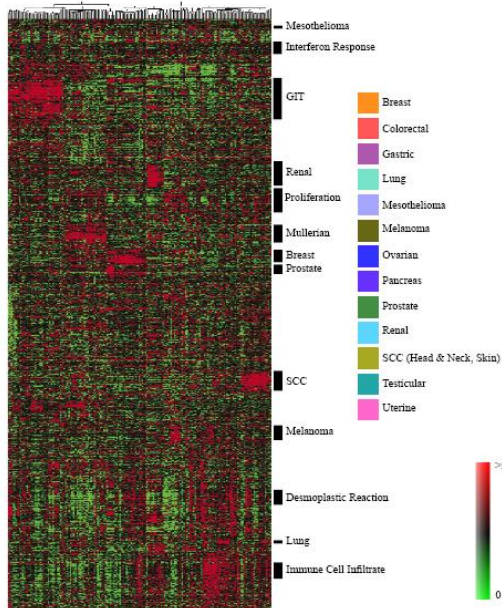 Mesothelioma
Interferon Response
GIT
Renal
Proliferation
Mullerian
Breast
Prostate
SCC
Melanoma
Desmoplastic Reaction
Lung
Immune Cell Infiltrate
Breast
Colorectal
Gastric
Lung
Mesothelioma
Melanoma
Ovarian
Pancreas
Prostate
Renal
SCC (Head & Neck, Skin)
Testicular
Uterine
0